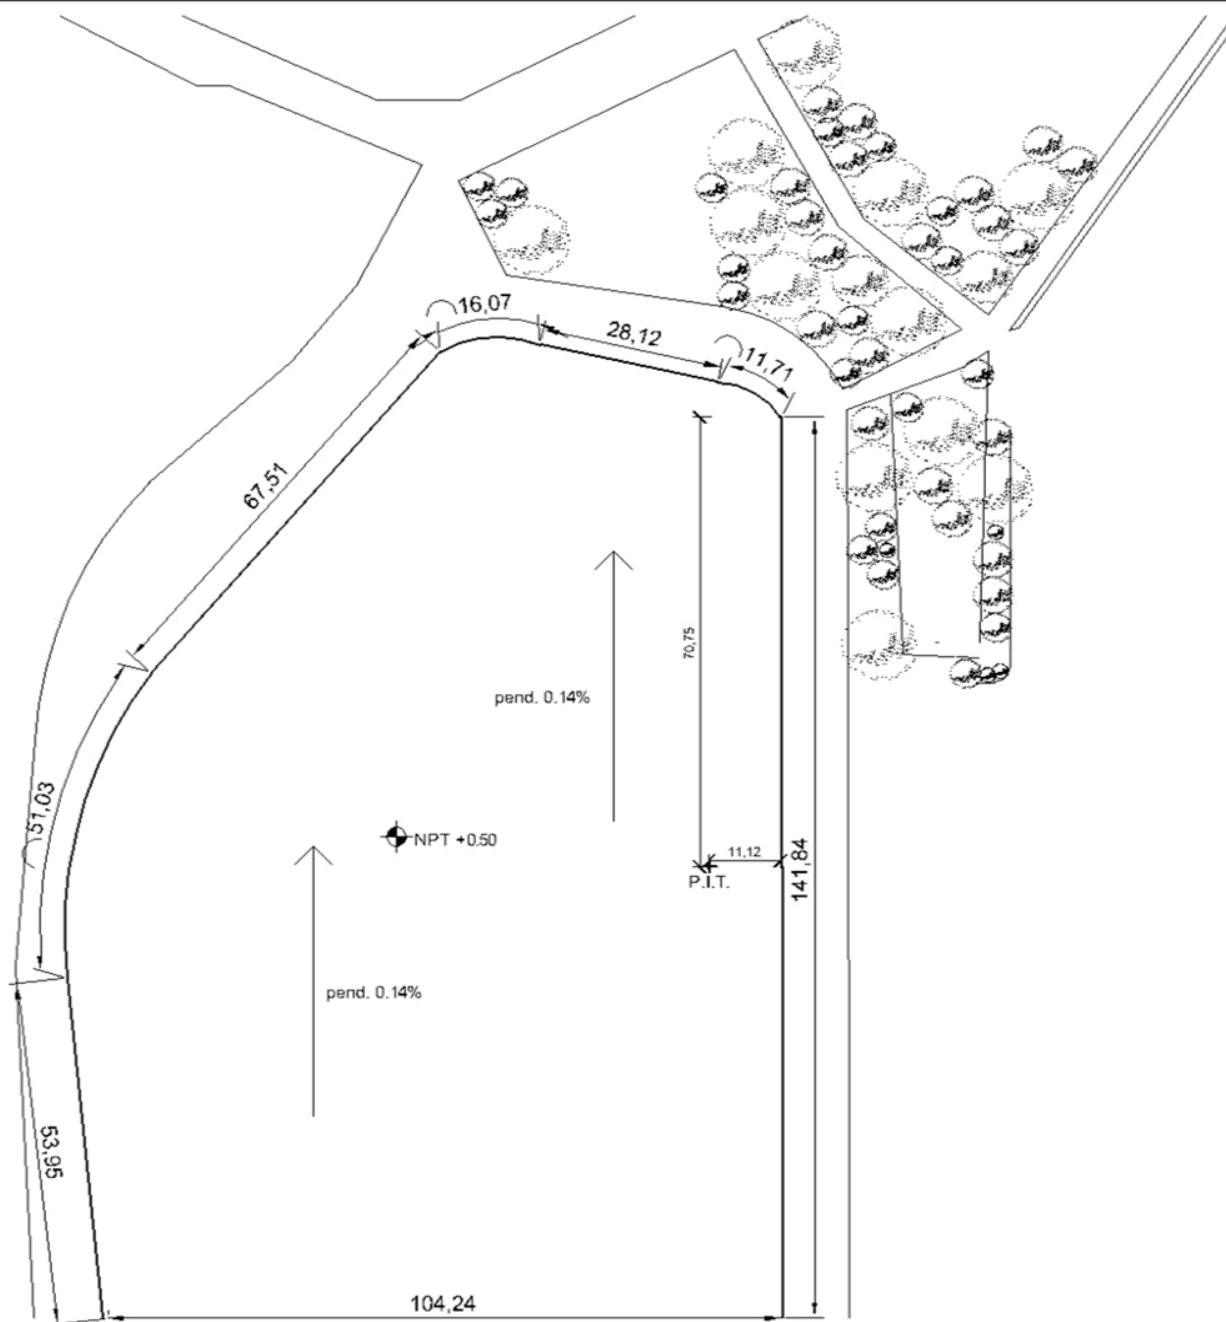 16,07
28,12
11,71
67,51
70,75
pend. 0.14%
51,03
NPT +0.50
11,12
P.I.T.
141,84
pend. 0.14%
53,95
104,24